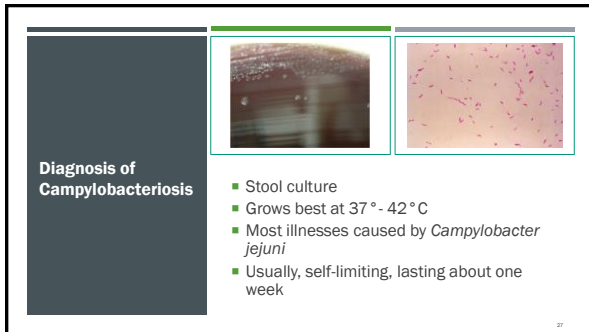 Diagnosis of
Campylobacteriosis
▪ Stool culture
▪ Grows best at 37°- 42°C
▪ Most illnesses caused by Campylobacter
jejuni
▪ Usually, self-limiting, lasting about one
week
27